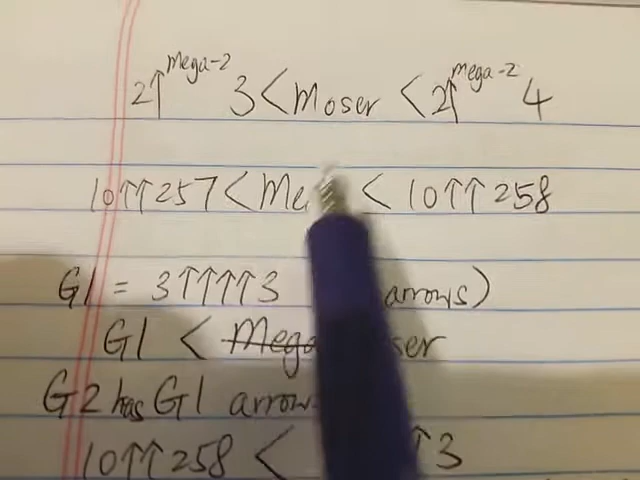 2↑^mega-2 3 < Moser < 2↑^mega-2 4
10↑↑257 < Me < 10↑↑258
G1 = 3↑↑↑↑3 arrows)
G1 < Mega ser
G2 has G1 arrow
10↑↑258 < ↑3